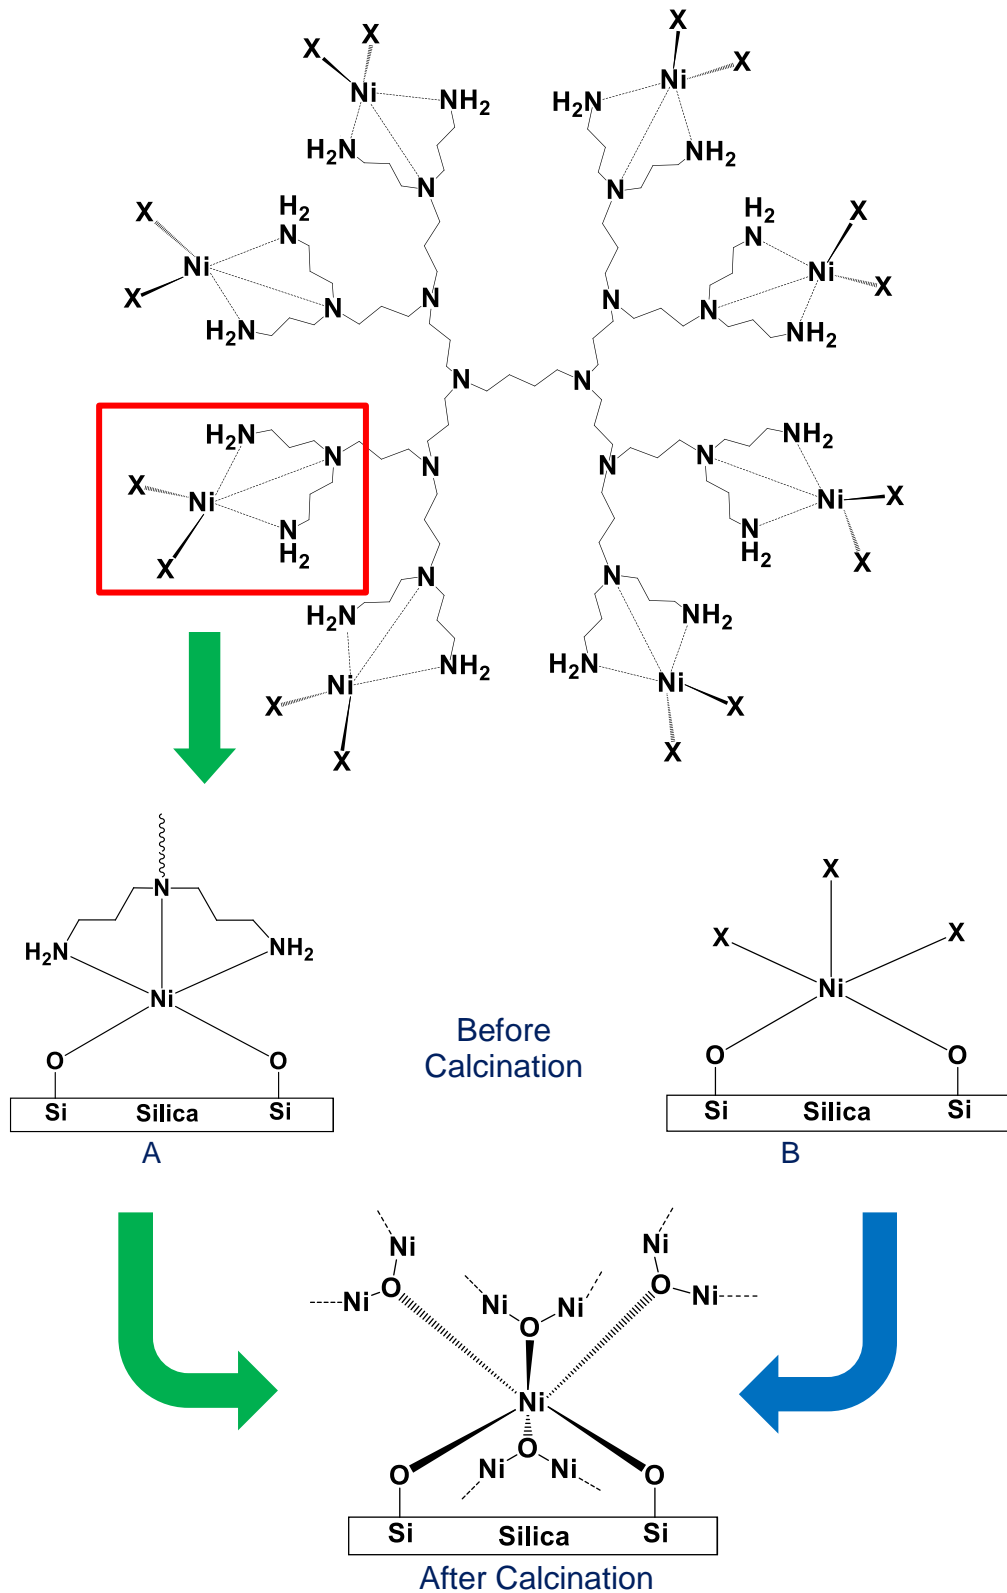 X X
X X
Ni NH2
H2N Ni
H2N N
N NH2
X H2 N
H2 N X
Ni Ni
X X
N N N N
H2N NH2
N N
H2N N N N N NH2
X Ni Ni X
X N H2 N H2 X
N N
H2N NH2
NH2 H2N
Ni Ni
X X
X X
N
H2N NH2
Ni
O O
Si Silica Si
A
Before
Calcination
X
X X
Ni
O O
Si Silica Si
B
Ni Ni
Ni O O Ni
Ni Ni
O
Ni
O
Ni Ni
O O
Si Silica Si
After Calcination